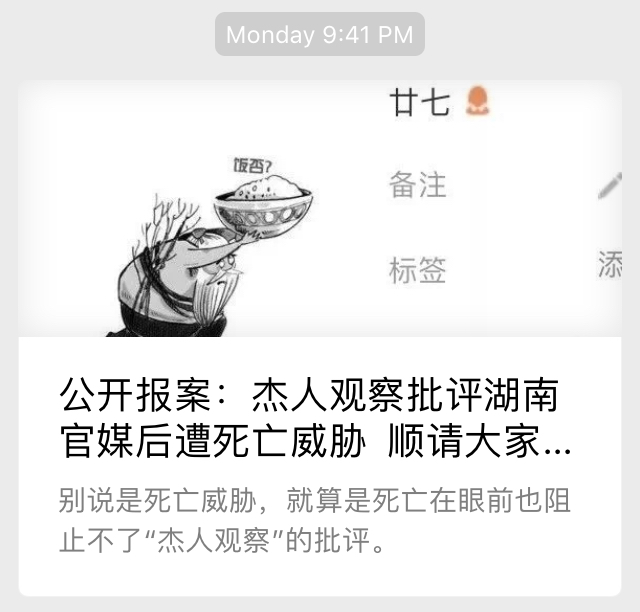 Monday 9:41 PM
廿七
饭否?
备注
标签
添
公开报案：杰人观察批评湖南
官媒后遭死亡威胁 顺请大家...
别说是死亡威胁，就算是死亡在眼前也阻
止不了“杰人观察”的批评。